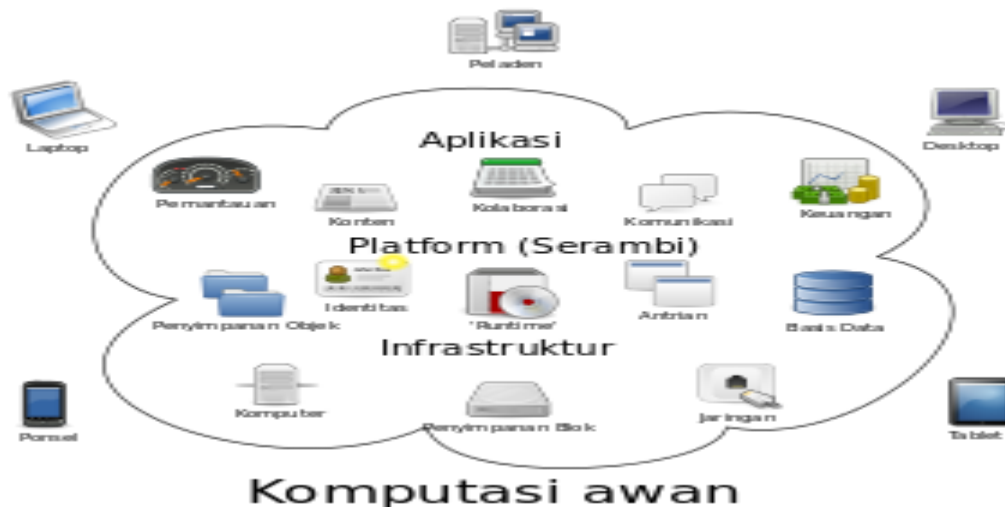 Peladen
Laptop
Desktop
Aplikasi
Pemantauan
Konten
Kolaborasi
Komunikasi
Keuangan
Platform (Serambi)
Penyimpanan Objek
Identitas
'Runtime'
Antrian
Basis Data
Infrastruktur
Komputer
Penyimpanan Blok
Jaringan
Ponsel
Tablet
Komputasi awan